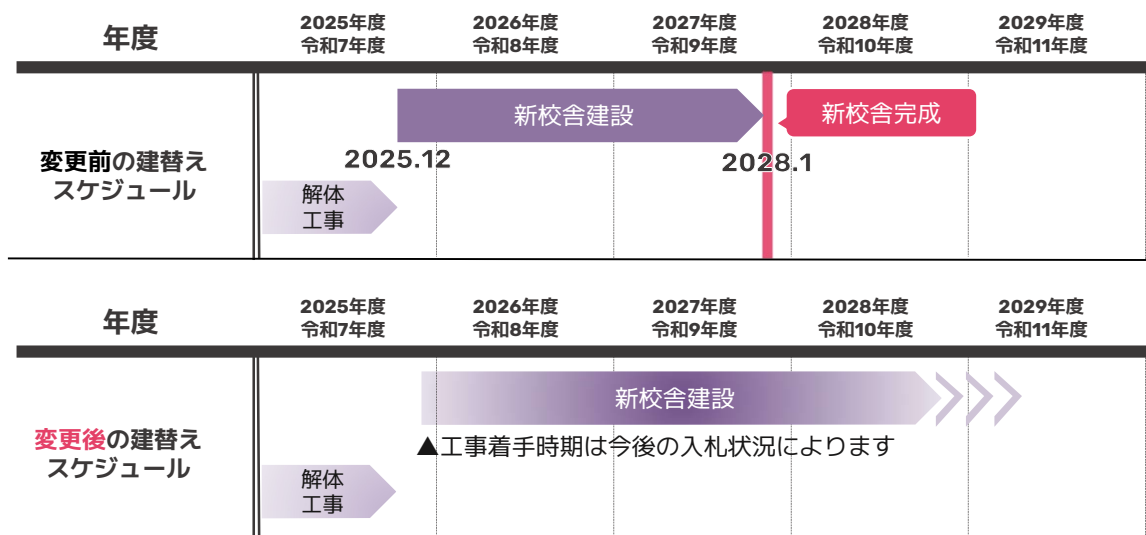 年度
2025年度 2026年度 2027年度 2028年度 2029年度
令和7年度 令和8年度 令和9年度 令和10年度 令和11年度
新校舎建設
新校舎完成
変更前の建替え
スケジュール
2025.12
2028.1
解体
工事
年度
2025年度 2026年度 2027年度 2028年度 2029年度
令和7年度 令和8年度 令和9年度 令和10年度 令和11年度
新校舎建設
変更後の建替え
スケジュール
▲工事着手時期は今後の入札状況によります
解体
工事